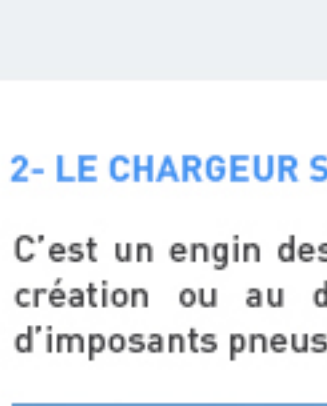 2- LE CHARGEUR S
C'est un engin des
création ou au d
d'imposants pneus